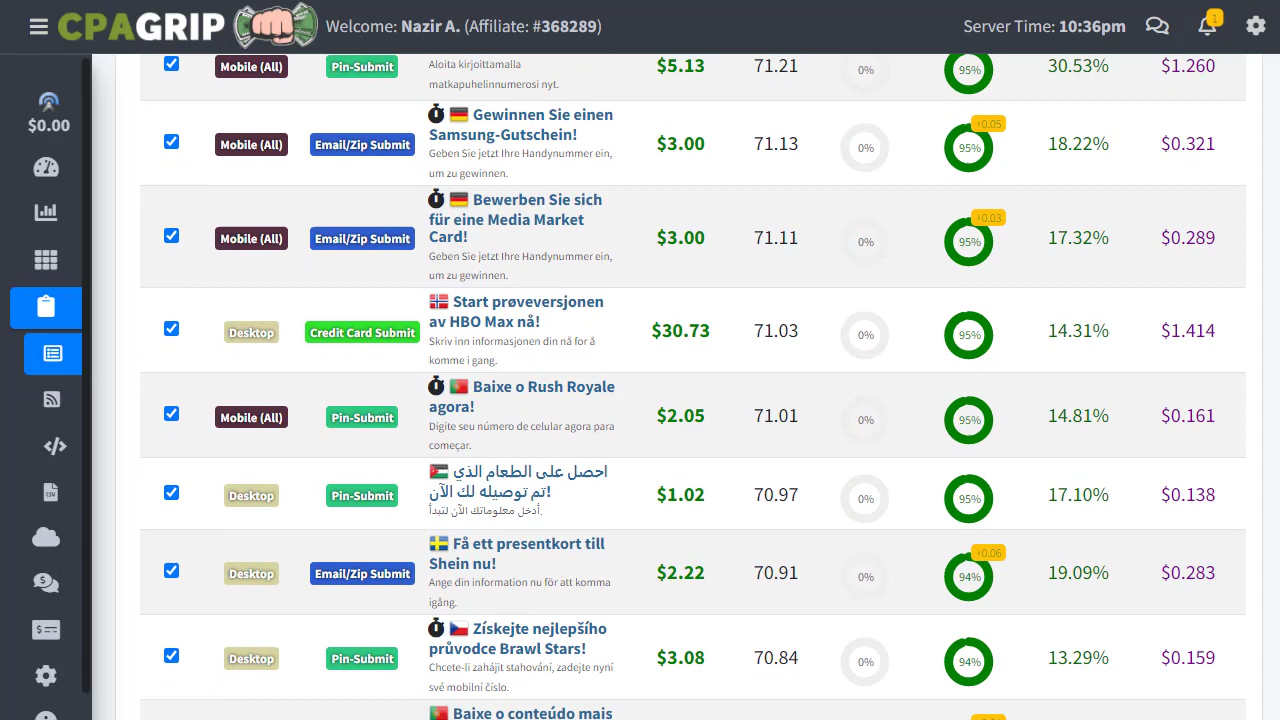 CPAGRIP Welcome: Nazir A. (Affiliate: #368289) Server Time: 10:36pm 1
$0.00
Mobile (All) Pin-Submit Aloita kirjoittamalla matkapuhelinnumerosi nyt. $5.13 71.21 0% 95% 30.53% $1.260
Gewinnen Sie einen
Samsung-Gutschein!
Geben Sie jetzt Ihre Handynummer ein,
um zu gewinnen.
Mobile (All) Email/Zip Submit $3.00 71.13 0% 95% +0.05 18.22% $0.321
Bewerben Sie sich
für eine Media Market
Card!
Geben Sie jetzt Ihre Handynummer ein,
um zu gewinnen.
Mobile (All) Email/Zip Submit $3.00 71.11 0% 95% +0.03 17.32% $0.289
Start prøveversjonen
av HBO Max nå!
Skriv inn informasjonen din nå for å
komme i gang.
Desktop Credit Card Submit $30.73 71.03 0% 95% 14.31% $1.414
Baixe o Rush Royale
agora!
Digite seu número de celular agora para
começar.
Mobile (All) Pin-Submit $2.05 71.01 0% 95% 14.81% $0.161
احصل على الطعام الذي
تم توصيله لك الآن!
أدخل معلوماتك الآن لتبدأ.
Desktop Pin-Submit $1.02 70.97 0% 95% 17.10% $0.138
Få ett presentkort till
Shein nu!
Ange din information nu för att komma
igång.
Desktop Email/Zip Submit $2.22 70.91 0% 94% +0.06 19.09% $0.283
Získejte nejlepšího
průvodce Brawl Stars!
Chcete-li zahájit stahování, zadejte nyní
své mobilní číslo.
Desktop Pin-Submit $3.08 70.84 0% 94% 13.29% $0.159
Baixe o conteúdo mais